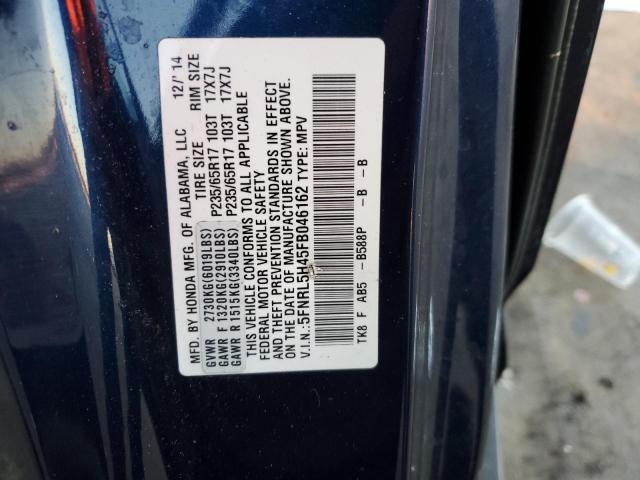 MFD. BY HONDA MFG. OF ALABAMA, LLC 12/'14
TIRE SIZE RIM SIZE
GVWR 2730KG(6019LBS)
GAWR F 1320KG(2910LBS) P235/65R17 103T 17X7J
GAWR R 1515KG(3340LBS) P235/65R17 103T 17X7J
THIS VEHICLE CONFORMS TO ALL APPLICABLE
FEDERAL MOTOR VEHICLE SAFETY
AND THEFT PREVENTION STANDARDS IN EFFECT
ON THE DATE OF MANUFACTURE SHOWN ABOVE.
V.I.N.:5FNRL5H45FB046162 TYPE: MPV
TK8 F AB5 -B588P -B -B